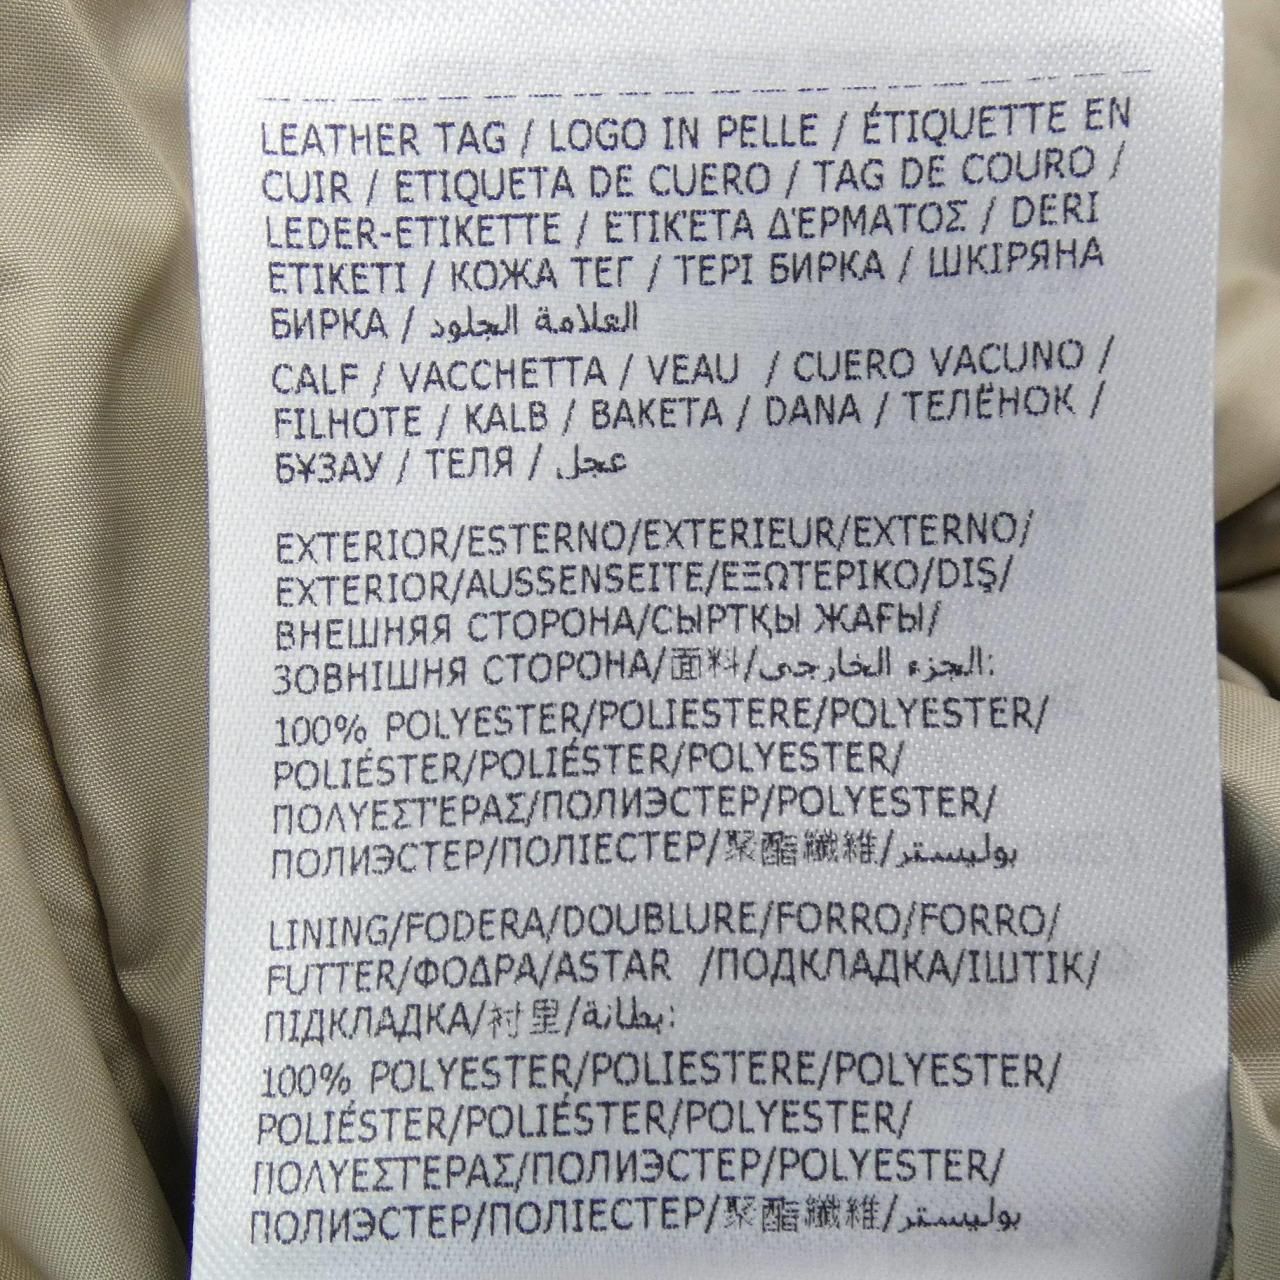 LEATHER TAG / LOGO IN PELLE / ÉTIQUETTE EN
CUIR / ETIQUETA DE CUERO / TAG DE COURO /
LEDER-ETIKETTE / ΕΤΙΚΈΤΑ ΔΈΡΜΑΤΟΣ / DERI
ETIKETI / КОЖА ТЕГ / ТЕРІ БИРКА / ШКІРЯНА
БИРКА / العلامة الجلود
CALF / VACCHETTA / VEAU / CUERO VACUNO /
FILHOTE / KALB / ΒΑΚΕΤΑ / DANA / ТЕЛЁНОК /
БҰЗАУ / ТЕЛЯ / عجل
EXTERIOR/ESTERNO/EXTERIEUR/EXTERNO/
EXTERIOR/AUSSENSEITE/ΕΞΩΤΕΡΙΚΟ/DIŞ/
ВНЕШНЯЯ СТОРОНА/СЫРТҚЫ ЖАҒЫ/
ЗОВНІШНЯ СТОРОНА/面料/الجزء الخارجي:
100% POLYESTER/POLIESTERE/POLYESTER/
POLIÉSTER/POLIÉSTER/POLYESTER/
ΠΟΛΥΕΣΤΈΡΑΣ/ПОЛИЭСТЕР/POLYESTER/
ПОЛИЭСТЕР/ПОЛІЕСТЕР/聚酯纖維/بوليستر
LINING/FODERA/DOUBLURE/FORRO/FORRO/
FUTTER/ΦΟΔΡΑ/ASTAR /ПОДКЛАДКА/ІШТІК/
ПІДКЛАДКА/衬里/بطانة:
100% POLYESTER/POLIESTERE/POLYESTER/
POLIÉSTER/POLIÉSTER/POLYESTER/
ΠΟΛΥΕΣΤΈΡΑΣ/ПОЛИЭСТЕР/POLYESTER/
ПОЛИЭСТЕР/ПОЛІЕСТЕР/聚酯纖維/بوليستر